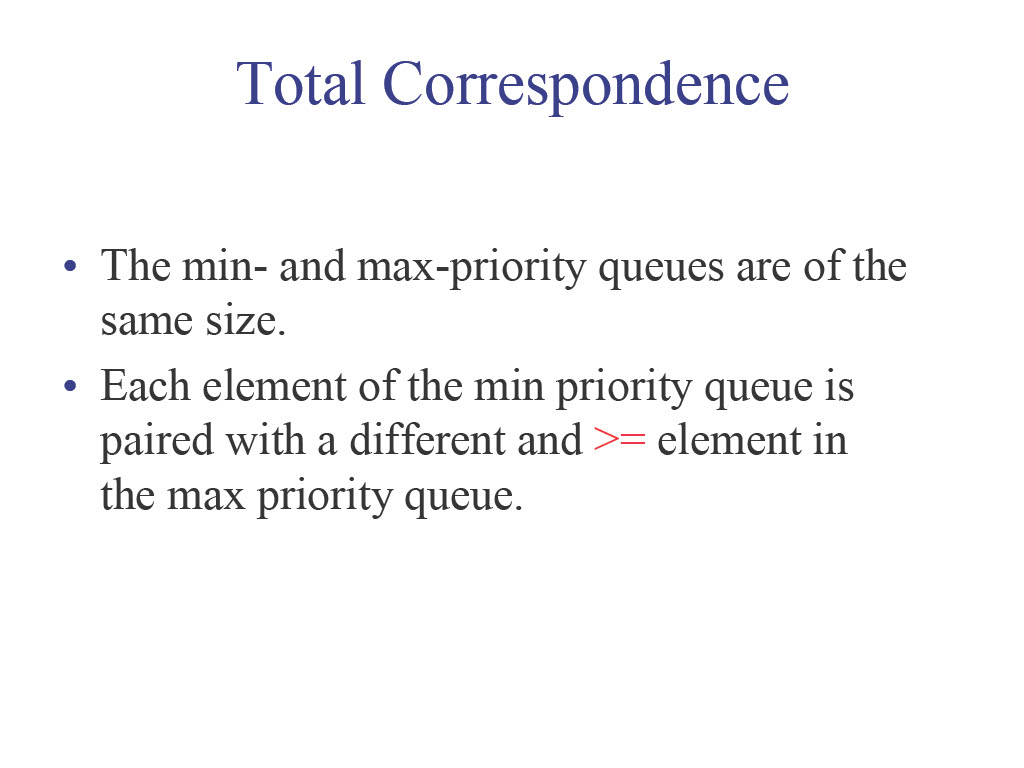 Total Correspondence
• The min- and max-priority queues are of the
same size.
• Each element of the min priority queue is
paired with a different and >= element in
the max priority queue.